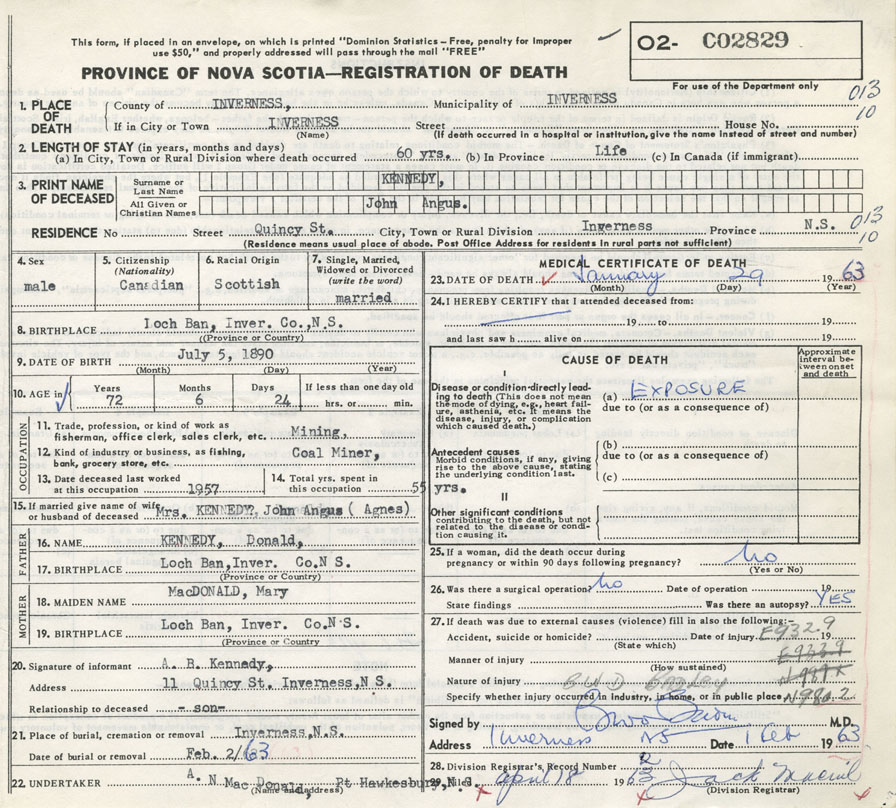 This form, if placed in an envelope, on which is printed "Dominion Statistics—Free, penalty for Improper
use $50," and properly addressed will pass through the mail "FREE"
O2- C02829
PROVINCE OF NOVA SCOTIA—REGISTRATION OF DEATH
For use of the Department only
013
10
1. PLACE OF DEATH
County of INVERNESS, Municipality of INVERNESS
If in City or Town INVERNESS Street House No.
(Name) (If death occurred in a hospital or institution, give the name instead of street and number)
2. LENGTH OF STAY (in years, months and days)
(a) In City, Town or Rural Division where death occurred 60 yrs. (b) In Province Life (c) In Canada (if immigrant)
3. PRINT NAME OF DECEASED
Surname or Last Name KENNEDY,
All Given or Christian Names John Angus.
RESIDENCE No Street Quincy St. City, Town or Rural Division Inverness Province N.S.
013
10
(Residence means usual place of abode. Post Office Address for residents in rural parts not sufficient)
4. Sex male
5. Citizenship (Nationality) Canadian
6. Racial Origin Scottish
7. Single, Married, Widowed or Divorced (write the word) married
8. BIRTHPLACE Loch Ban, Inver. Co.,N.S.
(Province or Country)
9. DATE OF BIRTH July 5, 1890
(Month) (Day) (Year)
10. AGE in Years 72 Months 6 Days 24 If less than one day old hrs. or min.
OCCUPATION
11. Trade, profession, or kind of work as fisherman, office clerk, sales clerk, etc. Mining,
12. Kind of industry or business, as fishing, bank, grocery store, etc. Coal Miner,
13. Date deceased last worked at this occupation 1957
14. Total yrs. spent in this occupation 55 yrs.
15. If married give name of wife or husband of deceased Mrs. KENNEDY, John Angus ( Agnes)
FATHER
16. NAME KENNEDY, Donald,
17. BIRTHPLACE Loch Ban,Inver. Co.N S.
(Province or Country)
MOTHER
18. MAIDEN NAME MacDONALD, Mary
19. BIRTHPLACE Loch Ban, Inver. Co.N.S.
(Province or Country)
20. Signature of informant A. B. Kennedy,
Address 11 Quincy St. Inverness,N.S.
Relationship to deceased - son-
21. Place of burial, cremation or removal Inverness,N.S.
Date of burial or removal Feb. 2/63
22. UNDERTAKER A. N Mac Donald, Pt Hawkesbury,N.S.
(Name and address)
MEDICAL CERTIFICATE OF DEATH
23. DATE OF DEATH January 29 1963
(Month) (Day) (Year)
24. I HEREBY CERTIFY that I attended deceased from:
19 to 19
and last saw h alive on 19
CAUSE OF DEATH
Approximate interval between onset and death
I
Disease or condition directly leading to death (This does not mean the mode of dying, e.g., heart failure, asthenia, etc. It means the disease, injury, or complication which caused death.)
(a) EXPOSURE
due to (or as a consequence of)
Antecedent causes
Morbid conditions, if any, giving rise to the above cause, stating the underlying condition last.
(b)
due to (or as a consequence of)
(c)
II
Other significant conditions
contributing to the death, but not related to the disease or condition causing it.
25. If a woman, did the death occur during pregnancy or within 90 days following pregnancy? No
(Yes or No)
26. Was there a surgical operation? No Date of operation 19
State findings Was there an autopsy? YES
27. If death was due to external causes (violence) fill in also the following:-
Accident, suicide or homicide? Date of injury 19
E932.9
(State which)
Manner of injury
(How sustained)
Nature of injury
Specify whether injury occurred in Industry, in home, or in public place N980.2
Signed by M.D.
Address Inverness NS Date 1 Feb 1963
28. Division Registrar's Record Number 2
29. April 18 1963
(Division Registrar)